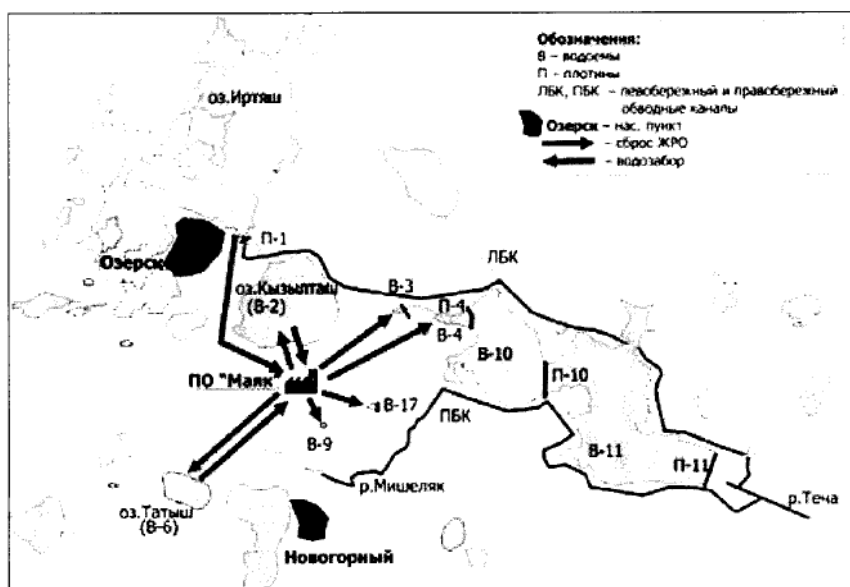 Обозначения:
В – водоемы
П – плотины
ЛБК, ПБК – левобережный и правобережный
обводные каналы
Озерск – нас. пункт
– сброс ЖРО
– водозабор
оз.Иртяш
П-1
Озерск
ЛБК
оз.Кызылташ
(В-2)
В-3
П-4
В-4
В-10
П-10
ПО "Маяк"
В-17
ПБК
В-9
В-11
П-11
р.Мишеляк
р.Теча
оз.Татыш
(В-6)
Новогорный